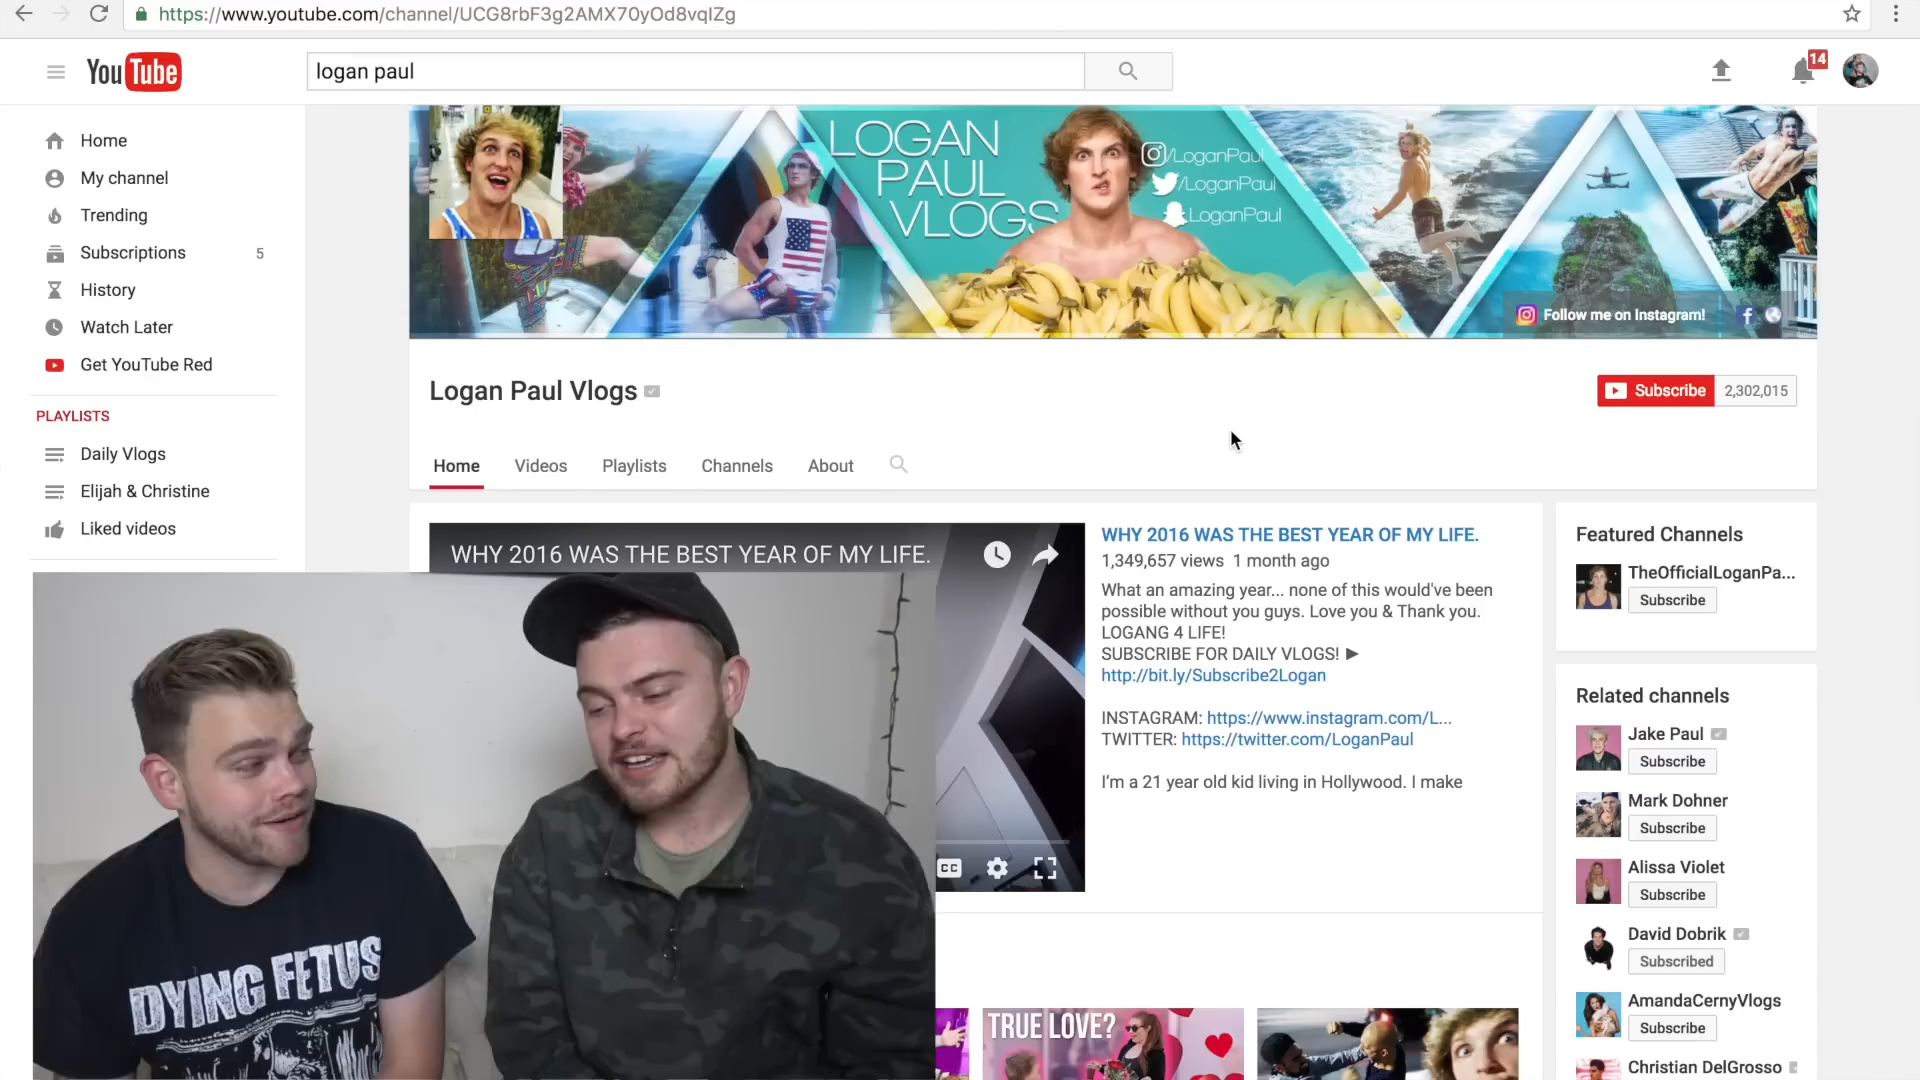 https://www.youtube.com/channel/UCG8rbF3g2AMX70yOd8vqIZg
YouTube
logan paul
14
Home
My channel
Trending
Subscriptions 5
History
Watch Later
Get YouTube Red
PLAYLISTS
Daily Vlogs
Elijah & Christine
Liked videos
LOGAN
PAUL
VLOGS
/LoganPaul
/LoganPaul
LoganPaul
Follow me on Instagram!
Logan Paul Vlogs
Subscribe 2,302,015
Home Videos Playlists Channels About
WHY 2016 WAS THE BEST YEAR OF MY LIFE.
CC
WHY 2016 WAS THE BEST YEAR OF MY LIFE.
1,349,657 views 1 month ago
What an amazing year... none of this would've been
possible without you guys. Love you & Thank you.
LOGANG 4 LIFE!
SUBSCRIBE FOR DAILY VLOGS! ►
http://bit.ly/Subscribe2Logan
INSTAGRAM: https://www.instagram.com/L...
TWITTER: https://twitter.com/LoganPaul
I'm a 21 year old kid living in Hollywood. I make
Featured Channels
TheOfficialLoganPa...
Subscribe
Related channels
Jake Paul
Subscribe
Mark Dohner
Subscribe
Alissa Violet
Subscribe
David Dobrik
Subscribed
AmandaCernyVlogs
Subscribe
Christian DelGrosso
DYING FETUS
TRUE LOVE?